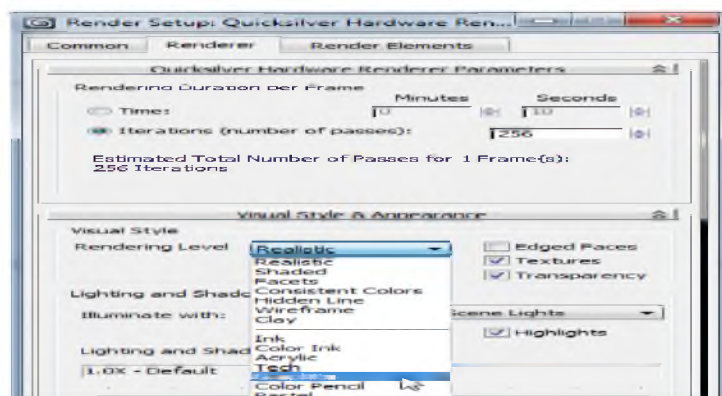 Render Setup: Quicksilver Hardware Ren...
Common Renderer Render Elements
Quicksilver Hardware Renderer Parameters
Rendering Duration per Frame
Minutes Seconds
Time: 0 10
Iterations (number of passes): 256
Estimated Total Number of Passes for 1 Frame(s):
256 Iterations
Visual Style & Appearance
Visual Style
Rendering Level Realistic Edged Faces
Realistic Textures
Shaded Transparency
Facets
Consistent Colors
Lighting and Shad
Hidden Line
Wireframe
Illuminate with: Scene Lights
Clay
Highlights
Ink
Color Ink
Lighting and Shad
Acrylic
Tech
1.0X - Default
Color Pencil
Pastel